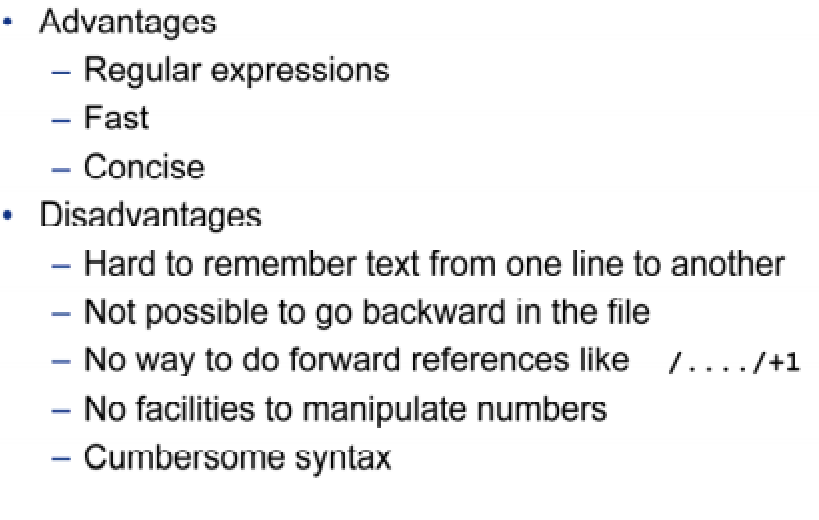 • Advantages
– Regular expressions
– Fast
– Concise
• Disadvantages
– Hard to remember text from one line to another
– Not possible to go backward in the file
– No way to do forward references like /..../+1
– No facilities to manipulate numbers
– Cumbersome syntax